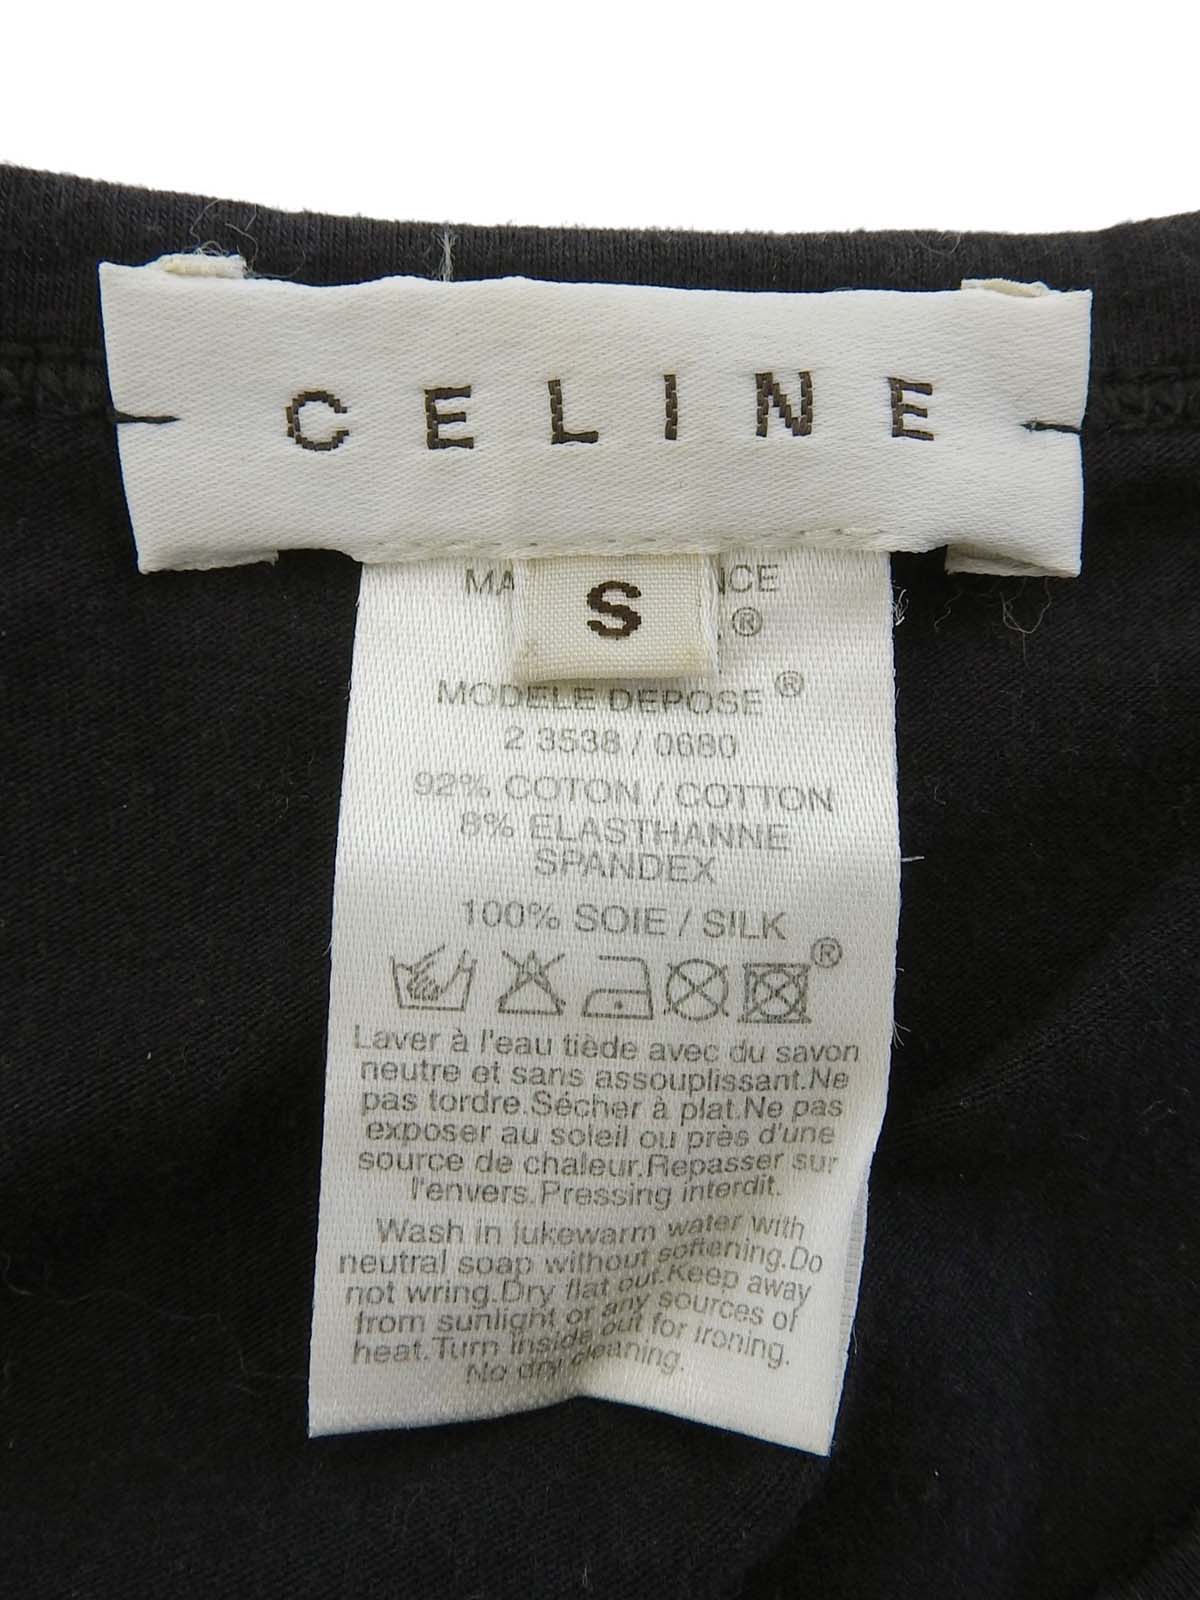 CELINE
S
MODELE DEPOSE ®
2 3538 / 0680
92% COTON / COTTON
8% ELASTHANNE
SPANDEX
100% SOIE / SILK
®
Laver à l'eau tiède avec du savon
neutre et sans assouplissant.Ne
pas tordre.Sécher à plat.Ne pas
exposer au soleil ou près d'une
source de chaleur.Repasser sur
l'envers.Pressing interdit.
Wash in lukewarm water with
neutral soap without softening.Do
not wring.Dry flat out.Keep away
from sunlight or any sources of
heat.Turn inside out for ironing.
No dry cleaning.